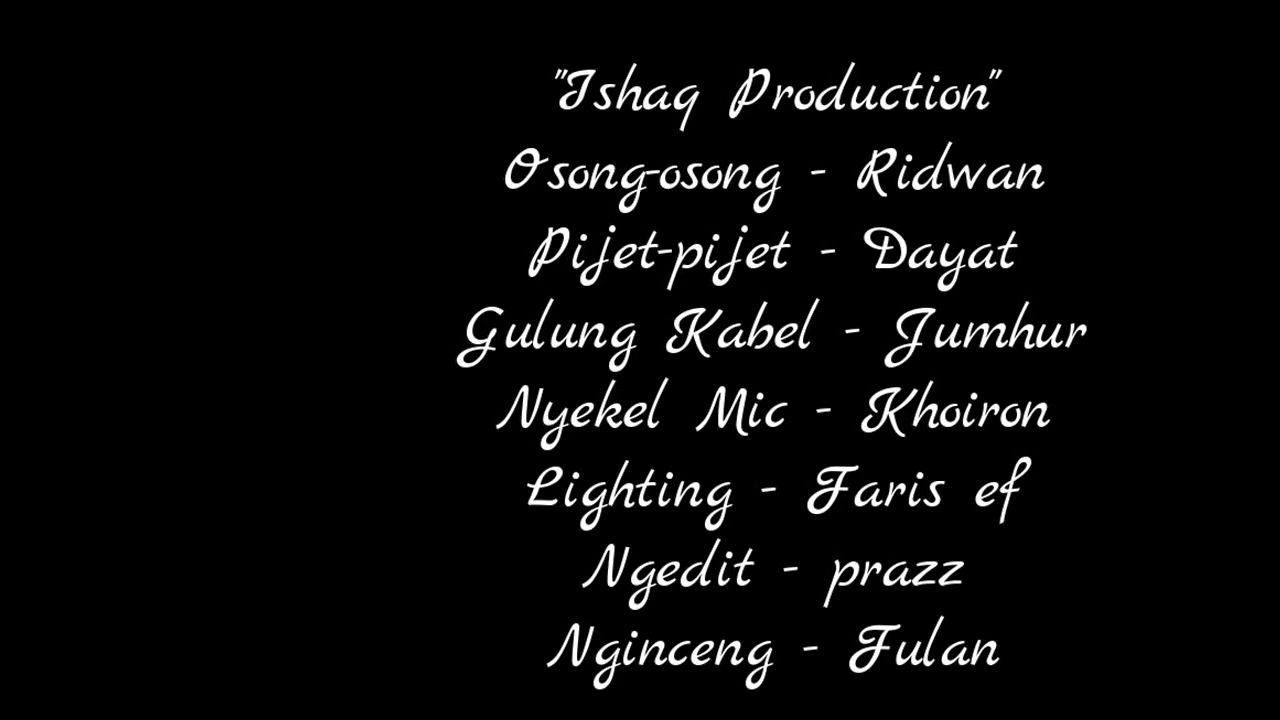 "Ishaq Production"
Osong-osong - Ridwan
Pijet-pijet - Dayat
Gulung Kabel - Jumhur
Nyekel Mic - Khoiron
Lighting - Faris ef
Ngedit - prazz
Nginceng - Fulan